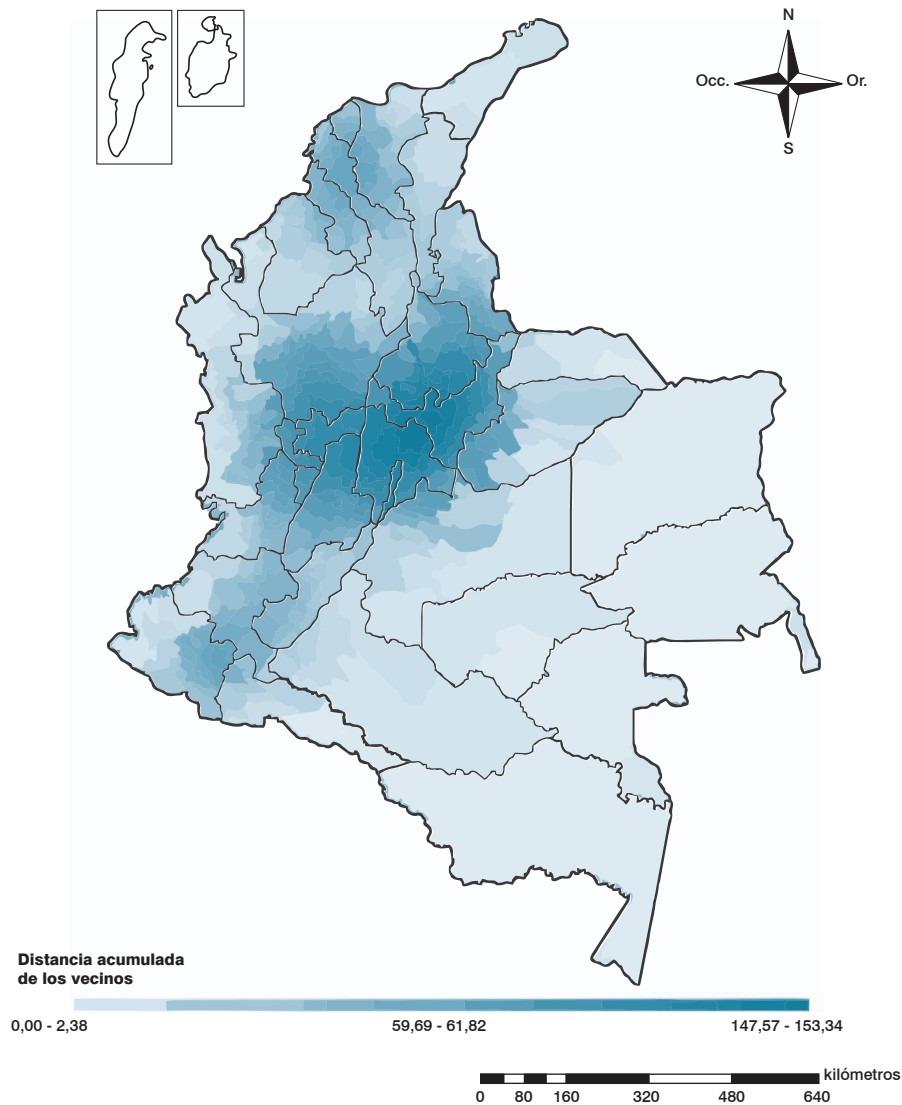 N
Occ.
Or.
S
Distancia acumulada
de los vecinos
0,00 - 2,38
59,69 - 61,82
147,57 - 153,34
kilómetros
0 80 160 320 480 640